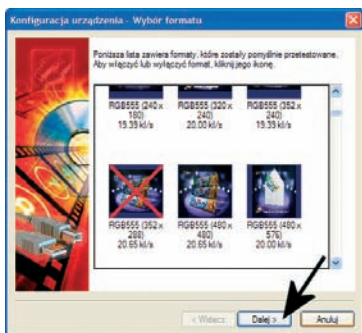 Konfiguracja urządzenia - Wybór formatu
Poniższa lista zawiera formaty, które zostały pomyślnie przetestowane.
Aby włączyć lub wyłączyć format, kliknij jego ikonę.
RGB555 (240 x 180) 19.39 kl/s
RGB555 (320 x 240) 20.00 kl/s
RGB555 (352 x 240) 19.39 kl/s
RGB555 (352 x 288) 20.65 kl/s
RGB555 (480 x 480) 20.65 kl/s
RGB555 (480 x 576) 20.00 kl/s
< Wstecz
Dalej >
Anuluj